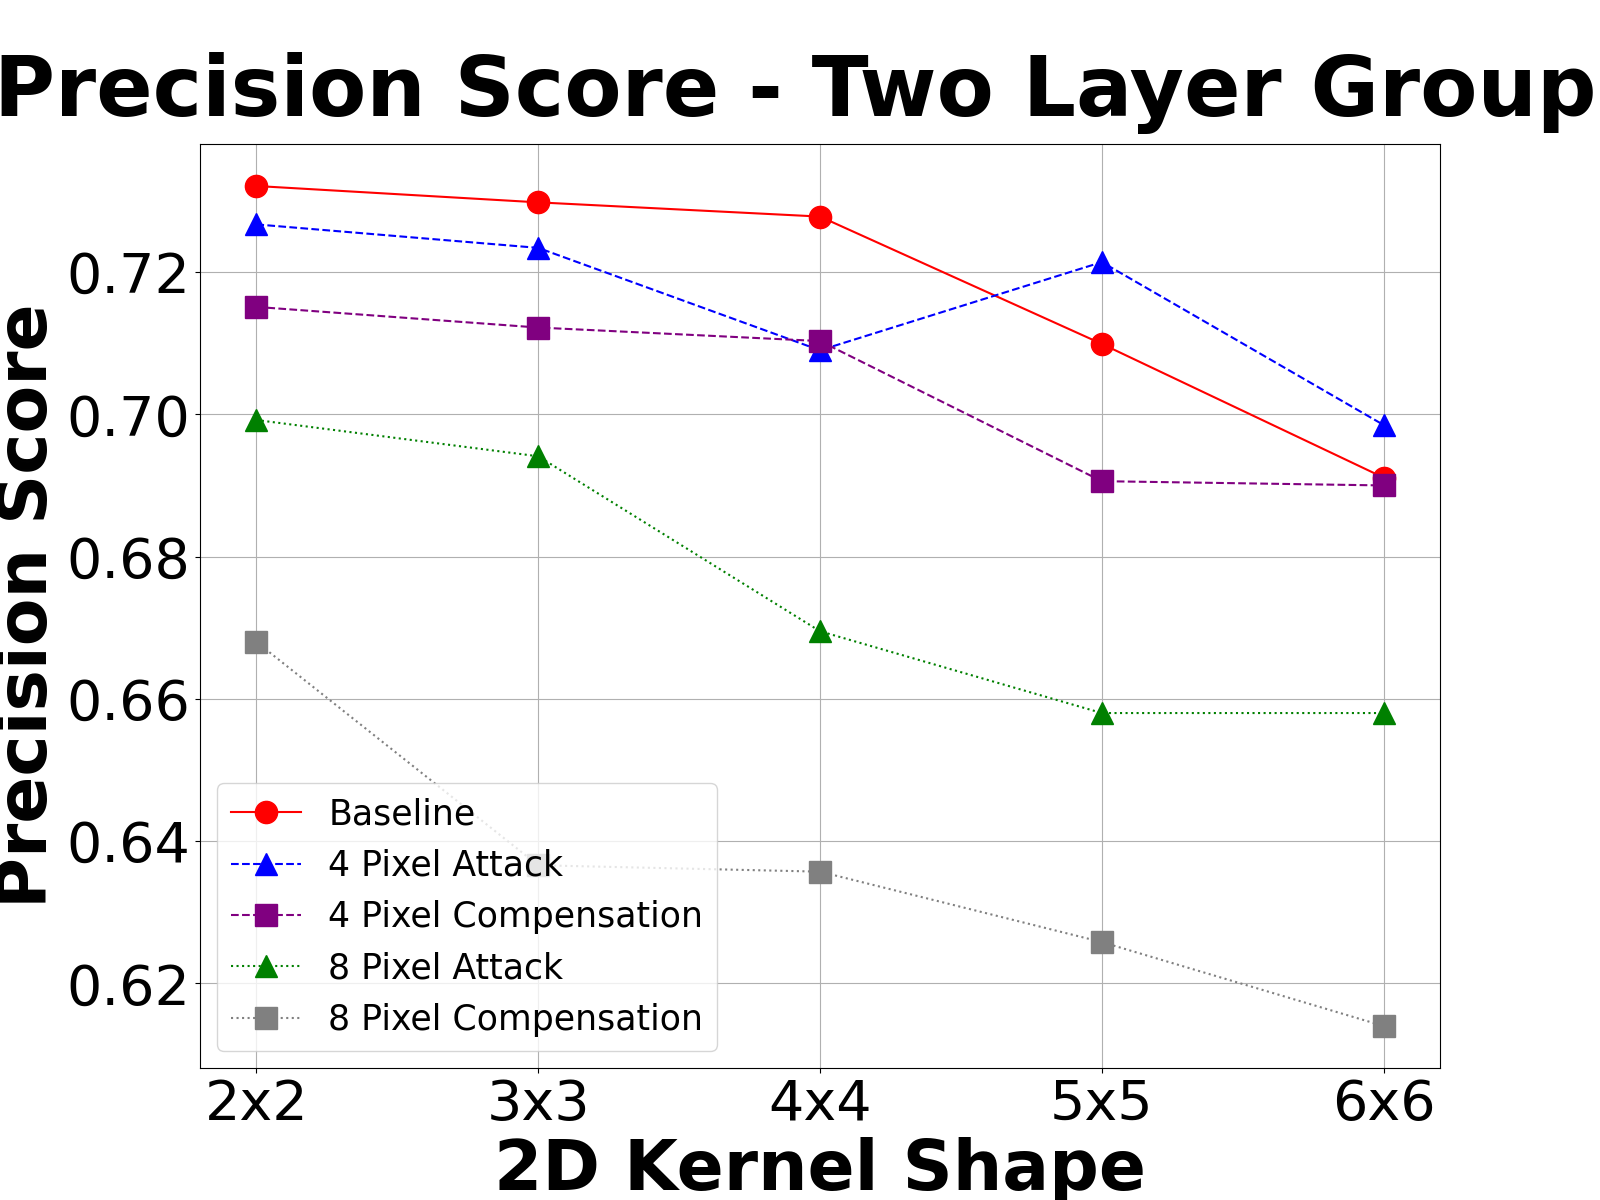 Precision Score - Two Layer Group
Precision Score
0.72
0.70
0.68
0.66
0.64
0.62
Baseline
4 Pixel Attack
4 Pixel Compensation
8 Pixel Attack
8 Pixel Compensation
2x2 3x3 4x4 5x5 6x6
2D Kernel Shape